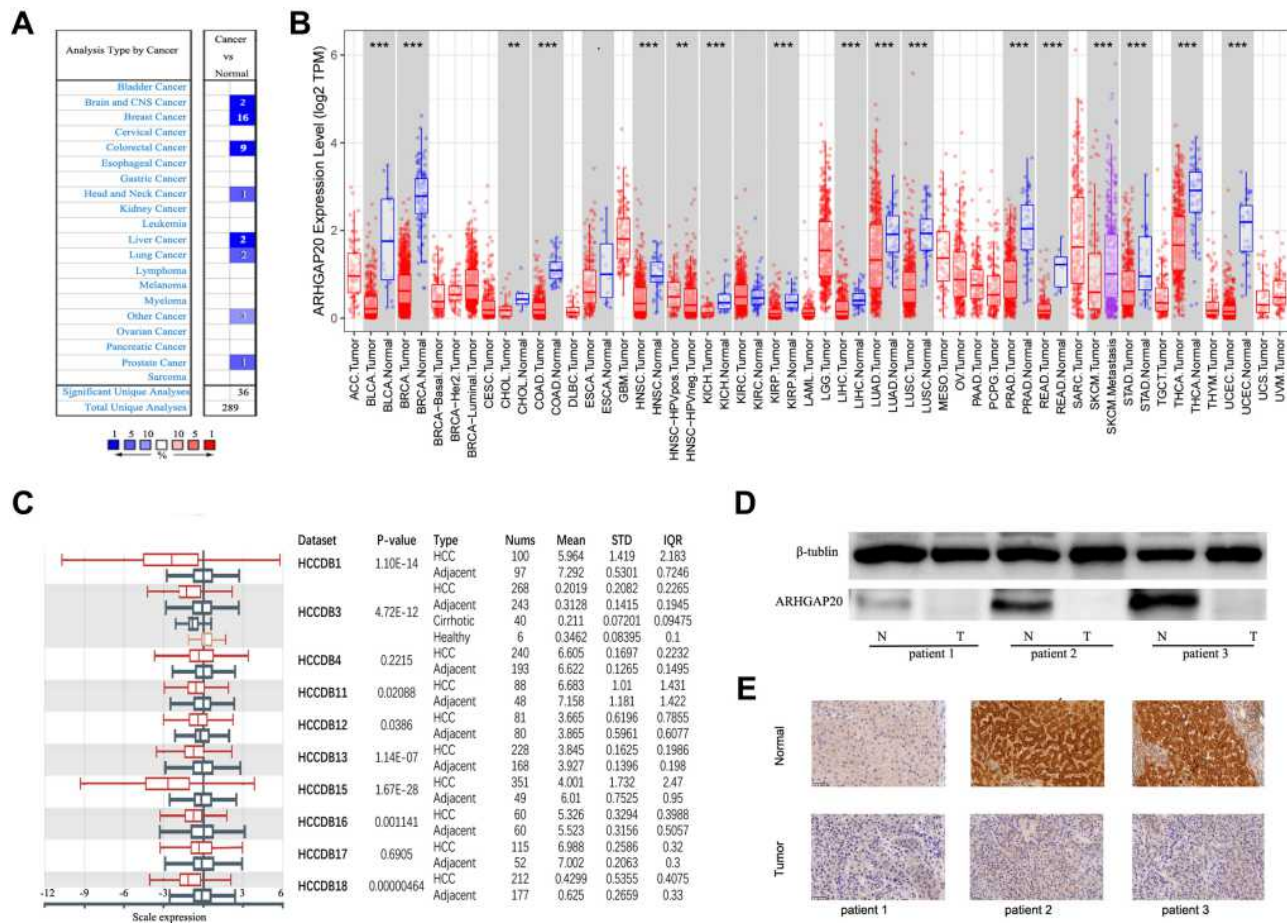 A
Analysis Type by Cancer
Cancer
vs
Normal
Bladder Cancer
Brain and CNS Cancer 2
Breast Cancer 16
Cervical Cancer
Colorectal Cancer 9
Esophageal Cancer
Gastric Cancer
Head and Neck Cancer 1
Kidney Cancer
Leukemia
Liver Cancer 2
Lung Cancer 2
Lymphoma
Melanoma
Myeloma
Other Cancer
Ovarian Cancer
Pancreatic Cancer
Prostate Cancer 1
Sarcoma
Significant Unique Analyses 36
Total Unique Analyses 289
1 5 10 10 5 1
%
B
ARHGAP20 Expression Level (log2 TPM)
6
4
2
0
*** *** ** *** . *** ** *** *** *** *** *** *** *** *** *** *** ***
ACC.Tumor
BLCA.Tumor
BLCA.Normal
BRCA.Tumor
BRCA.Normal
BRCA-Basal.Tumor
BRCA-Her2.Tumor
BRCA-Luminal.Tumor
CESC.Tumor
CHOL.Tumor
CHOL.Normal
COAD.Tumor
COAD.Normal
DLBC.Tumor
ESCA.Tumor
ESCA.Normal
GBM.Tumor
HNSC.Tumor
HNSC.Normal
HNSC-HPVpos.Tumor
HNSC-HPVneg.Tumor
KICH.Tumor
KICH.Normal
KIRC.Tumor
KIRC.Normal
KIRP.Tumor
KIRP.Normal
LAML.Tumor
LGG.Tumor
LIHC.Tumor
LIHC.Normal
LUAD.Tumor
LUAD.Normal
LUSC.Tumor
LUSC.Normal
MESO.Tumor
OV.Tumor
PAAD.Tumor
PCPG.Tumor
PRAD.Tumor
PRAD.Normal
READ.Tumor
READ.Normal
SARC.Tumor
SKCM.Tumor
SKCM.Metastasis
STAD.Tumor
STAD.Normal
TGCT.Tumor
THCA.Tumor
THCA.Normal
THYM.Tumor
UCEC.Tumor
UCEC.Normal
UCS.Tumor
UVM.Tumor
C
Dataset P-value Type Nums Mean STD IQR
HCCDB1 1.10E-14
HCC 100 5.964 1.419 2.183
Adjacent 97 7.292 0.5301 0.7246
HCCDB3 4.72E-12
HCC 268 0.2019 0.2082 0.2265
Adjacent 243 0.3128 0.1415 0.1945
Cirrhotic 40 0.211 0.07201 0.09475
Healthy 6 0.3462 0.08395 0.1
HCCDB4 0.2215
HCC 240 6.605 0.1697 0.2232
Adjacent 193 6.622 0.1265 0.1495
HCCDB11 0.02088
HCC 88 6.683 1.01 1.431
Adjacent 48 7.158 1.181 1.422
HCCDB12 0.0386
HCC 81 3.665 0.6196 0.7855
Adjacent 80 3.865 0.5961 0.6077
HCCDB13 1.14E-07
HCC 228 3.845 0.1625 0.1986
Adjacent 168 3.927 0.1396 0.198
HCCDB15 1.67E-28
HCC 351 4.001 1.732 2.47
Adjacent 49 6.01 0.7525 0.95
HCCDB16 0.001141
HCC 60 5.326 0.3294 0.3988
Adjacent 60 5.523 0.3156 0.5057
HCCDB17 0.6905
HCC 115 6.988 0.2586 0.32
Adjacent 52 7.002 0.2063 0.3
HCCDB18 0.00000464
HCC 212 0.4299 0.5355 0.4075
Adjacent 177 0.625 0.2659 0.33
-12 -9 -6 -3 0 3 6
Scale expression
D
β-tublin
ARHGAP20
N T N T N T
patient 1 patient 2 patient 3
E
Normal
Tumor
patient 1 patient 2 patient 3